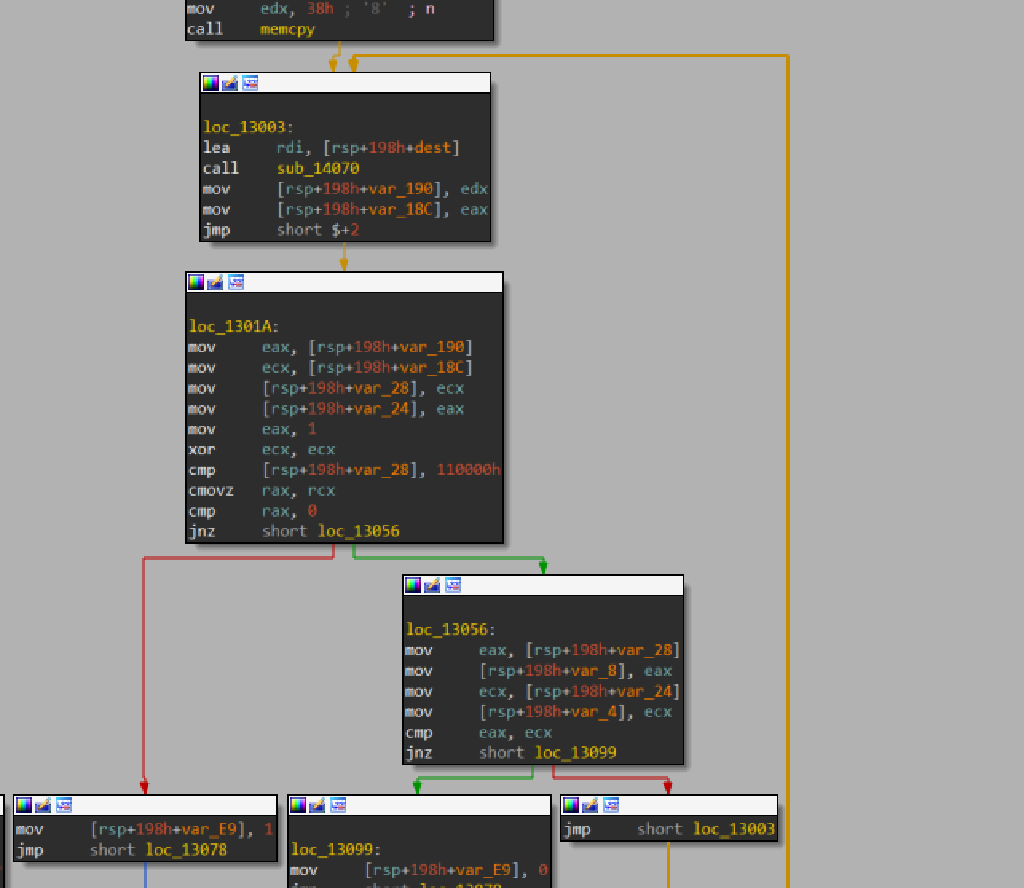 mov edx, 38h ; '8' ; n
call memcpy
loc_13003:
lea rdi, [rsp+198h+dest]
call sub_14070
mov [rsp+198h+var_190], edx
mov [rsp+198h+var_18C], eax
jmp short $+2
loc_1301A:
mov eax, [rsp+198h+var_190]
mov ecx, [rsp+198h+var_18C]
mov [rsp+198h+var_28], ecx
mov [rsp+198h+var_24], eax
mov eax, 1
xor ecx, ecx
cmp [rsp+198h+var_28], 110000h
cmovz rax, rcx
cmp rax, 0
jnz short loc_13056
loc_13056:
mov eax, [rsp+198h+var_28]
mov [rsp+198h+var_8], eax
mov ecx, [rsp+198h+var_24]
mov [rsp+198h+var_4], ecx
cmp eax, ecx
jnz short loc_13099
mov [rsp+198h+var_E9], 1
jmp short loc_13078
loc_13099:
mov [rsp+198h+var_E9], 0
jmp short loc_13003